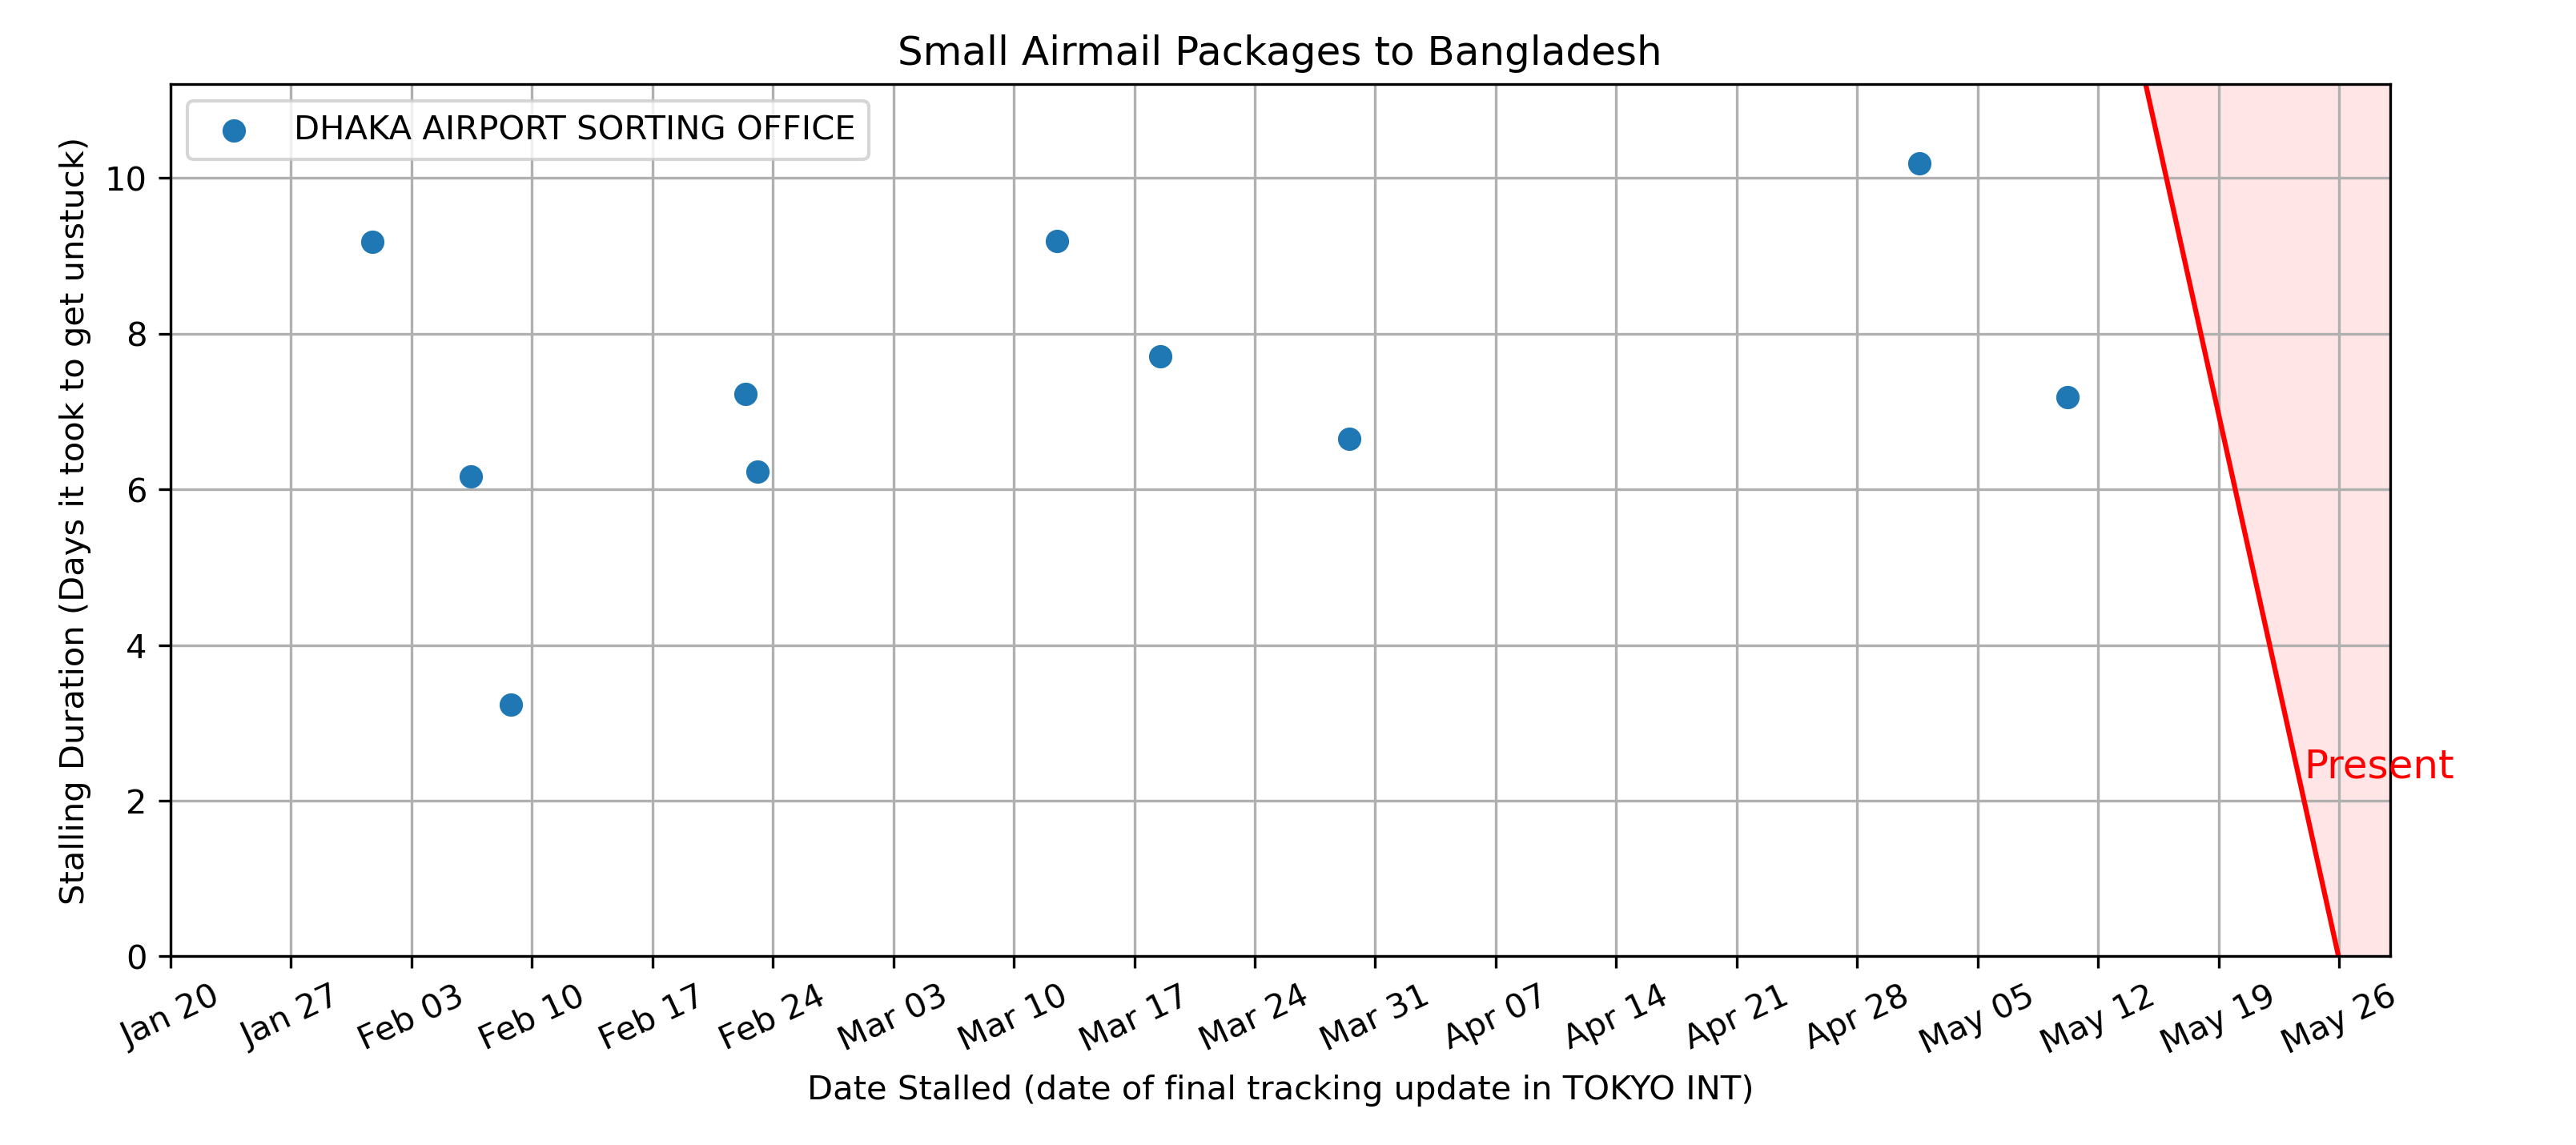 Small Airmail Packages to Bangladesh
DHAKA AIRPORT SORTING OFFICE
Stalling Duration (Days it took to get unstuck)
10
8
6
4
2
0
Present
Jan 20
Jan 27
Feb 03
Feb 10
Feb 17
Feb 24
Mar 03
Mar 10
Mar 17
Mar 24
Mar 31
Apr 07
Apr 14
Apr 21
Apr 28
May 05
May 12
May 19
May 26
Date Stalled (date of final tracking update in TOKYO INT)